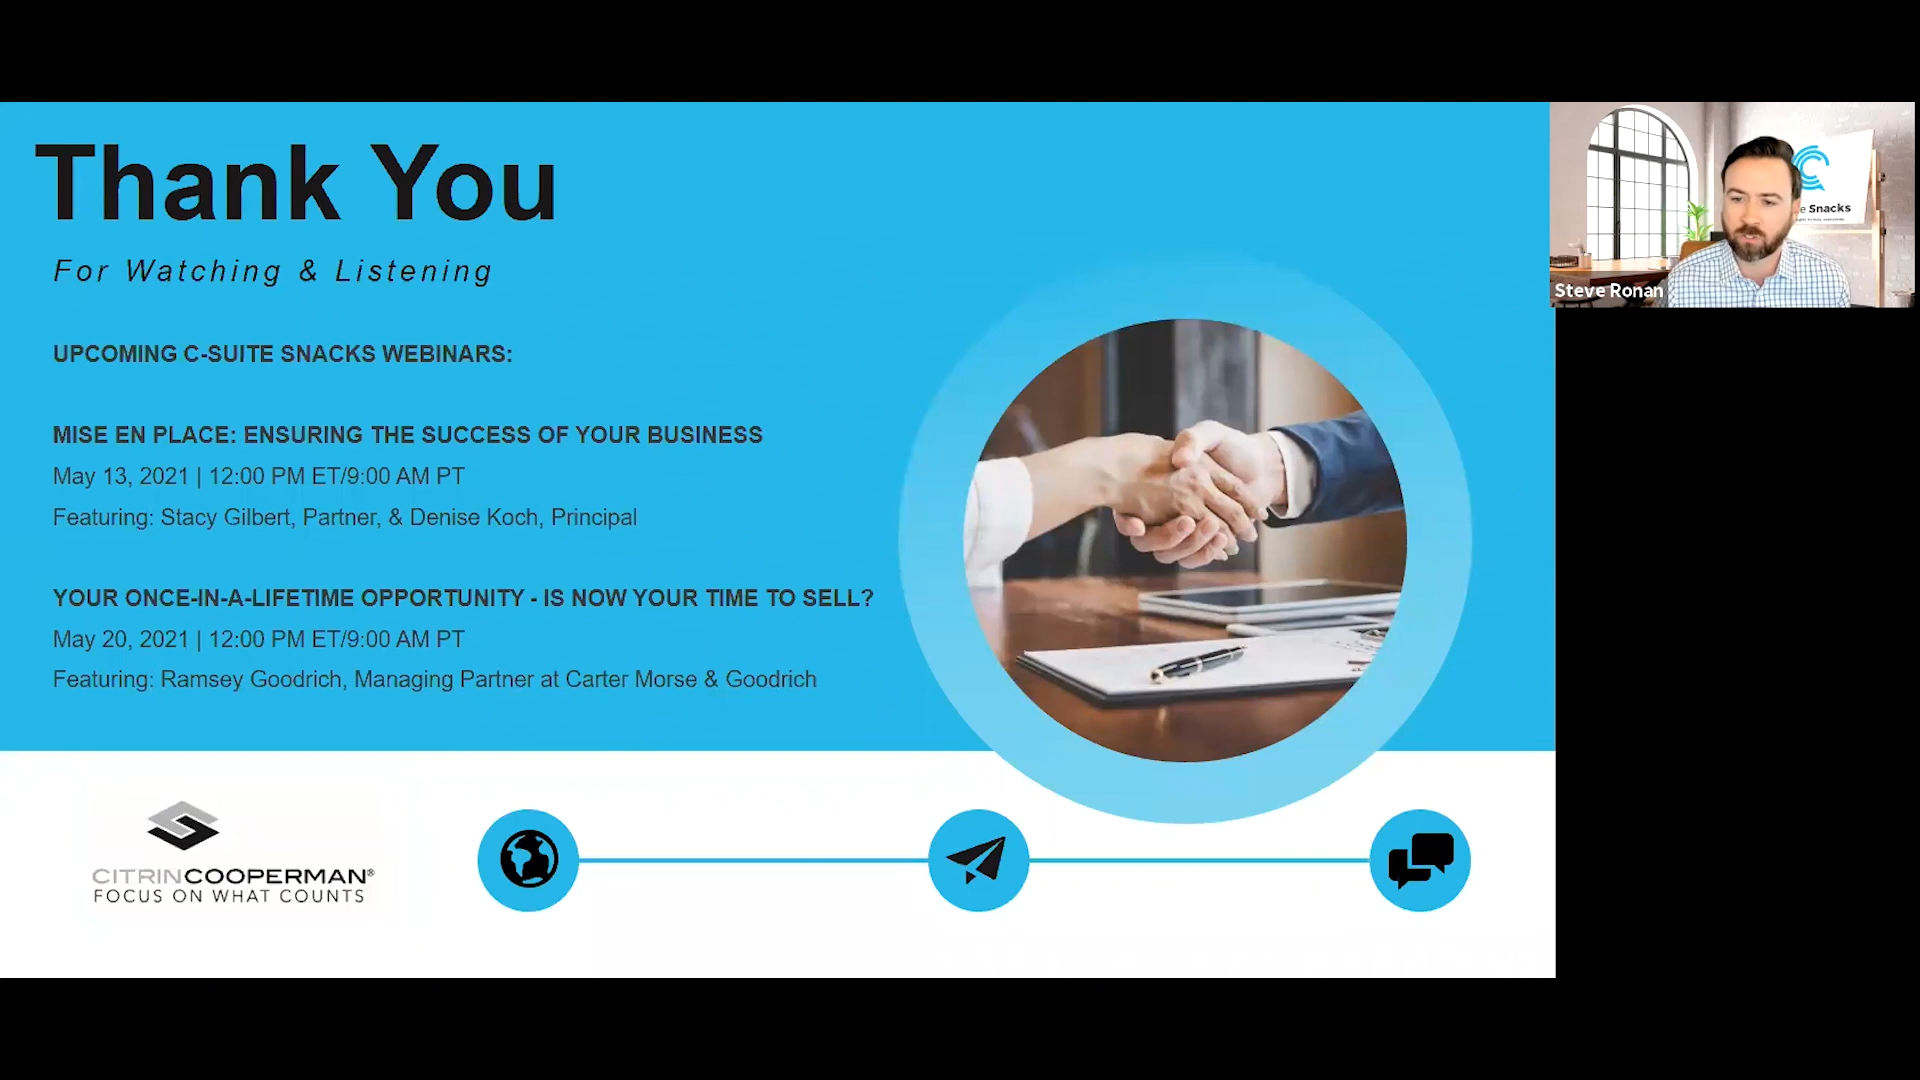 Thank You
For Watching & Listening
UPCOMING C-SUITE SNACKS WEBINARS:
MISE EN PLACE: ENSURING THE SUCCESS OF YOUR BUSINESS
May 13, 2021 | 12:00 PM ET/9:00 AM PT
Featuring: Stacy Gilbert, Partner, & Denise Koch, Principal
YOUR ONCE-IN-A-LIFETIME OPPORTUNITY - IS NOW YOUR TIME TO SELL?
May 20, 2021 | 12:00 PM ET/9:00 AM PT
Featuring: Ramsey Goodrich, Managing Partner at Carter Morse & Goodrich
CITRINCOOPERMAN®
FOCUS ON WHAT COUNTS
e Snacks
Steve Ronan